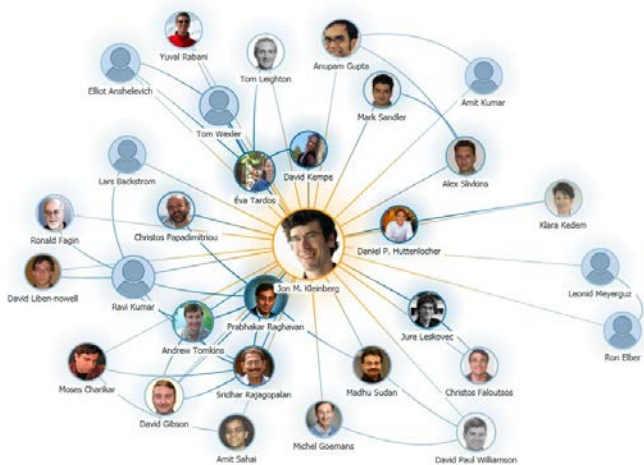 Yuval Rabani
Tom Leighton
Anupam Gupta
Elliot Anshelevich
Amit Kumar
Mark Sandler
Tom Wexler
David Kempe
Lars Backstrom
Alex Slivkins
Éva Tardos
Christos Papadimitriou
Klara Kedem
Ronald Fagin
Daniel P. Huttenlocher
Jon M. Kleinberg
Leonid Meyerguz
David Liben-nowell
Ravi Kumar
Prabhakar Raghavan
Jure Leskovec
Andrew Tomkins
Ron Elber
Moses Charikar
Sridhar Rajagopalan
Madhu Sudan
Christos Faloutsos
David Gibson
Michel Goemans
Amit Sahai
David Paul Williamson